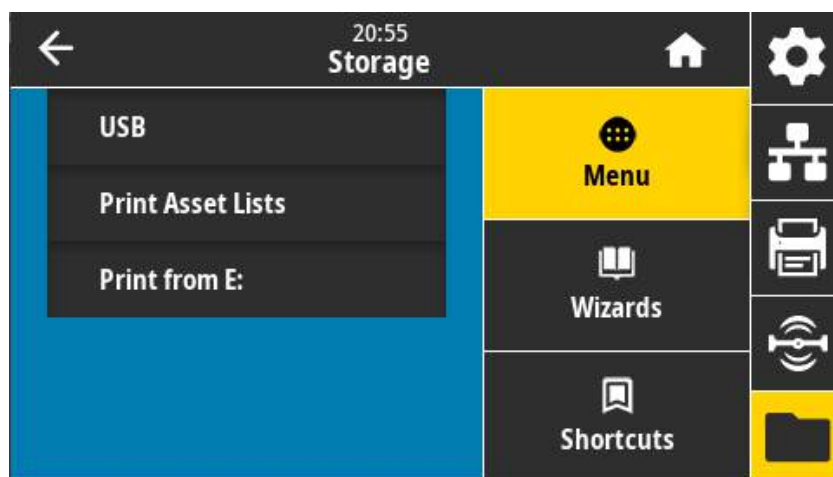 20:55
Storage
USB
Print Asset Lists
Print from E:
Menu
Wizards
Shortcuts